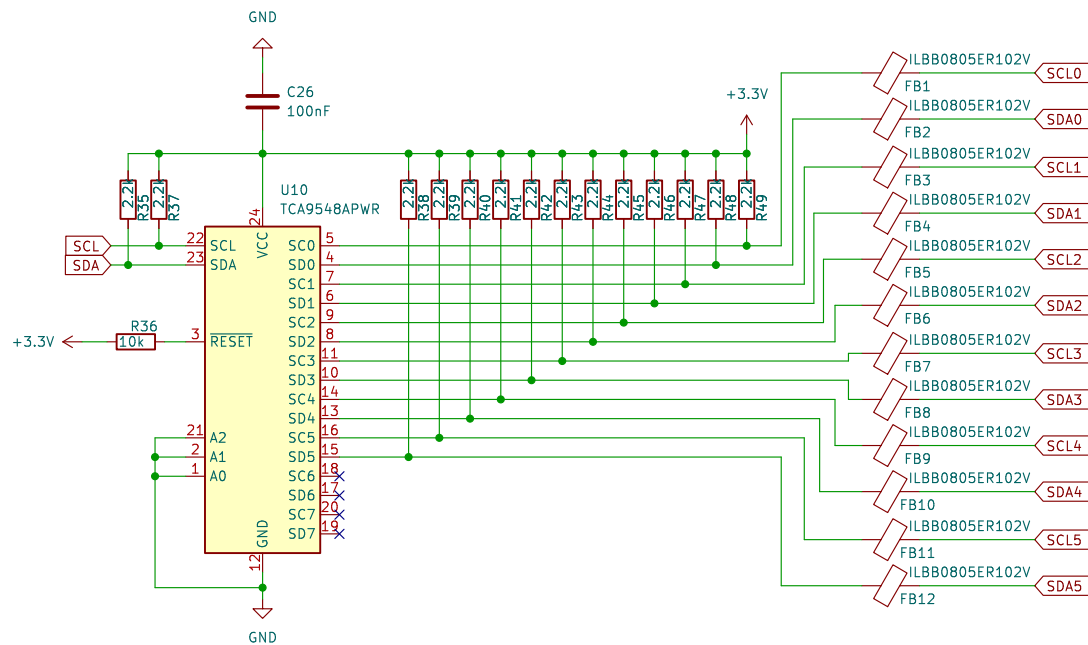 GND
C26
100nF
+3.3V
2.2k R35
2.2k R37
2.2k R38
2.2k R39
2.2k R40
2.2k R41
2.2k R42
2.2k R43
2.2k R44
2.2k R45
2.2k R46
2.2k R47
2.2k R48
2.2k R49
U10
TCA9548APWR
SCL
SDA
22 SCL
23 SDA
24 VCC
R36
+3.3V 10k
3 RESET
21 A2
2 A1
1 A0
12 GND
SC0 5
SD0 4
SC1 7
SD1 6
SC2 9
SD2 8
SC3 11
SD3 10
SC4 14
SD4 13
SC5 16
SD5 15
SC6 18
SD6 17
SC7 20
SD7 19
GND
ILBB0805ER102V
FB1 SCL0
ILBB0805ER102V
FB2 SDA0
ILBB0805ER102V
FB3 SCL1
ILBB0805ER102V
FB4 SDA1
ILBB0805ER102V
FB5 SCL2
ILBB0805ER102V
FB6 SDA2
ILBB0805ER102V
FB7 SCL3
ILBB0805ER102V
FB8 SDA3
ILBB0805ER102V
FB9 SCL4
ILBB0805ER102V
FB10 SDA4
ILBB0805ER102V
FB11 SCL5
ILBB0805ER102V
FB12 SDA5